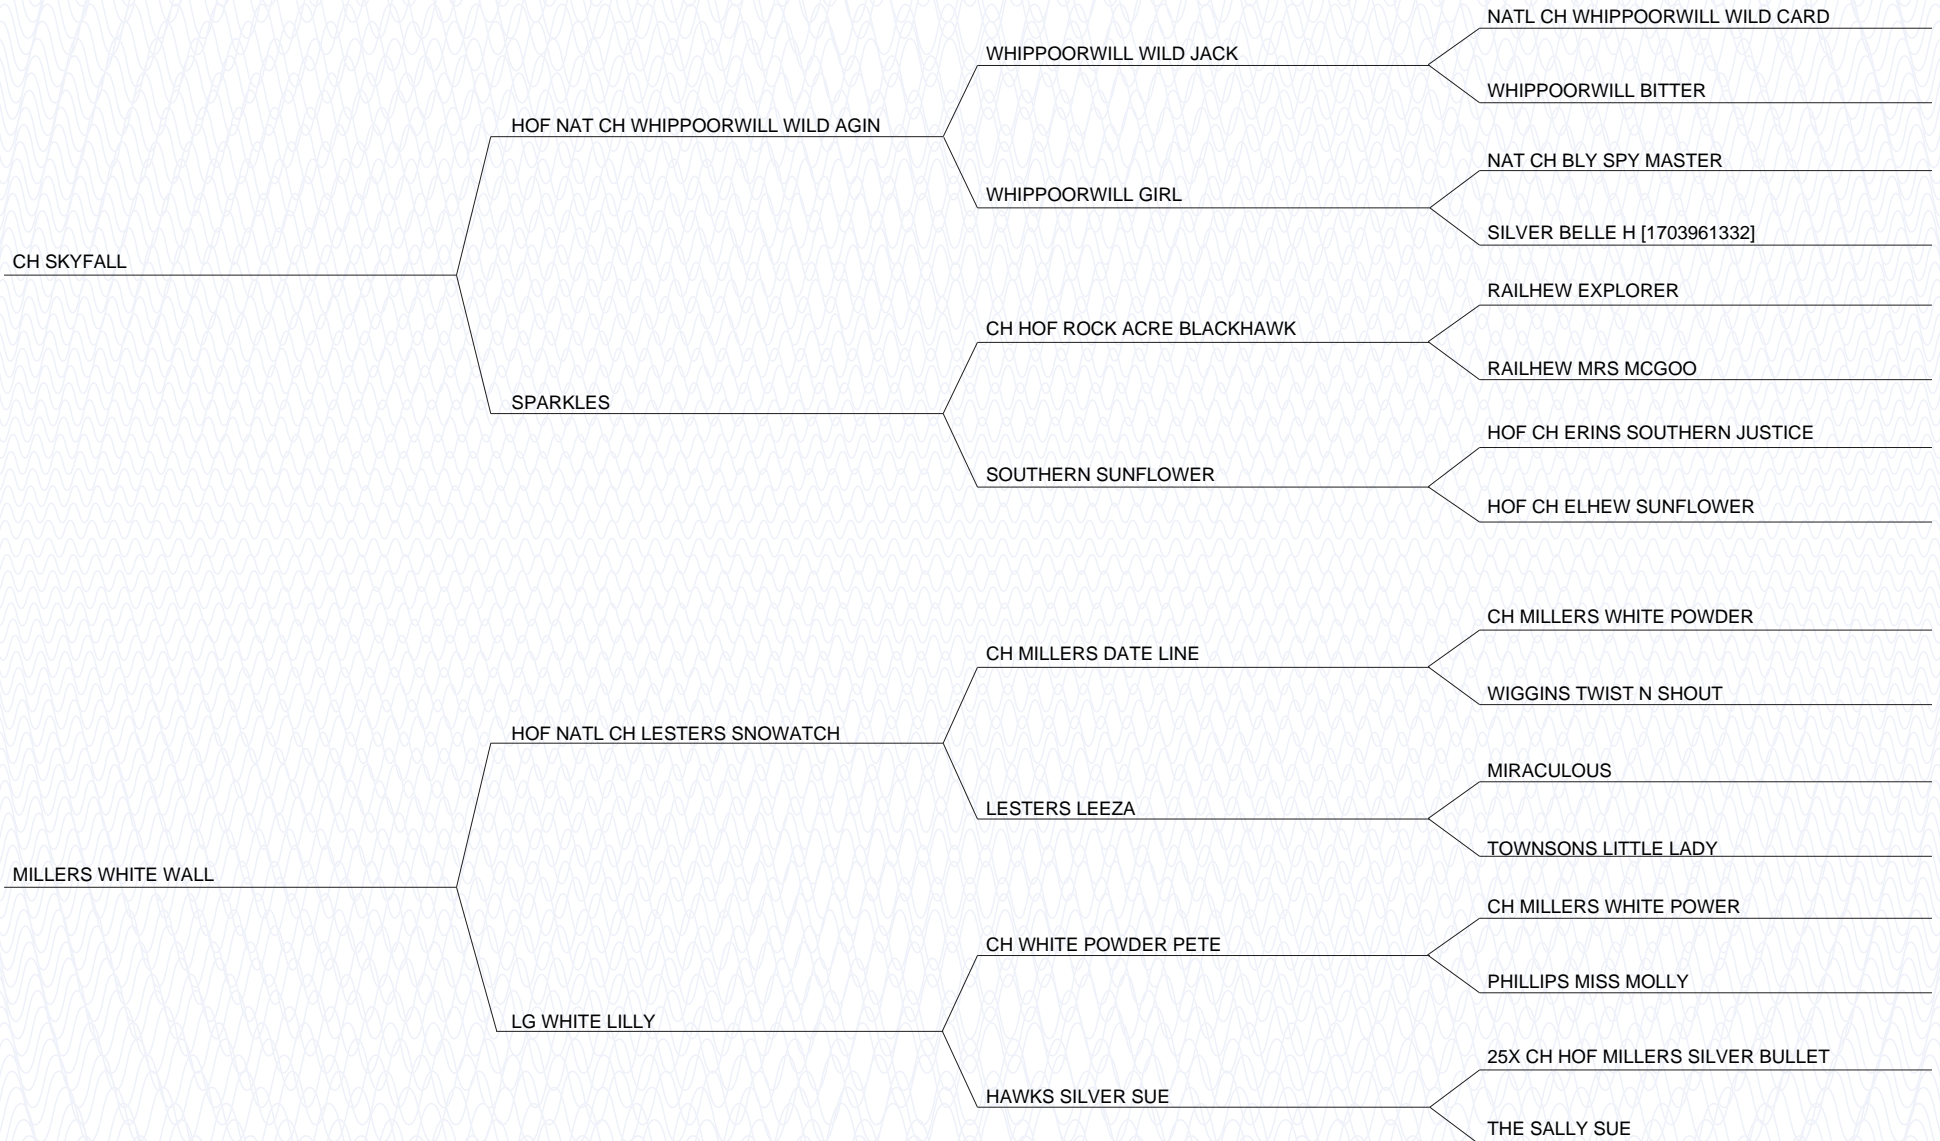 NATL CH WHIPPOORWILL WILD CARD
WHIPPOORWILL WILD JACK
WHIPPOORWILL BITTER
HOF NAT CH WHIPPOORWILL WILD AGIN
NAT CH BLY SPY MASTER
WHIPPOORWILL GIRL
SILVER BELLE H [1703961332]
CH SKYFALL
RAILHEW EXPLORER
CH HOF ROCK ACRE BLACKHAWK
RAILHEW MRS MCGOO
SPARKLES
HOF CH ERINS SOUTHERN JUSTICE
SOUTHERN SUNFLOWER
HOF CH ELHEW SUNFLOWER
CH MILLERS WHITE POWDER
CH MILLERS DATE LINE
WIGGINS TWIST N SHOUT
HOF NATL CH LESTERS SNOWATCH
MIRACULOUS
LESTERS LEEZA
TOWNSONS LITTLE LADY
MILLERS WHITE WALL
CH MILLERS WHITE POWER
CH WHITE POWDER PETE
PHILLIPS MISS MOLLY
LG WHITE LILLY
25X CH HOF MILLERS SILVER BULLET
HAWKS SILVER SUE
THE SALLY SUE